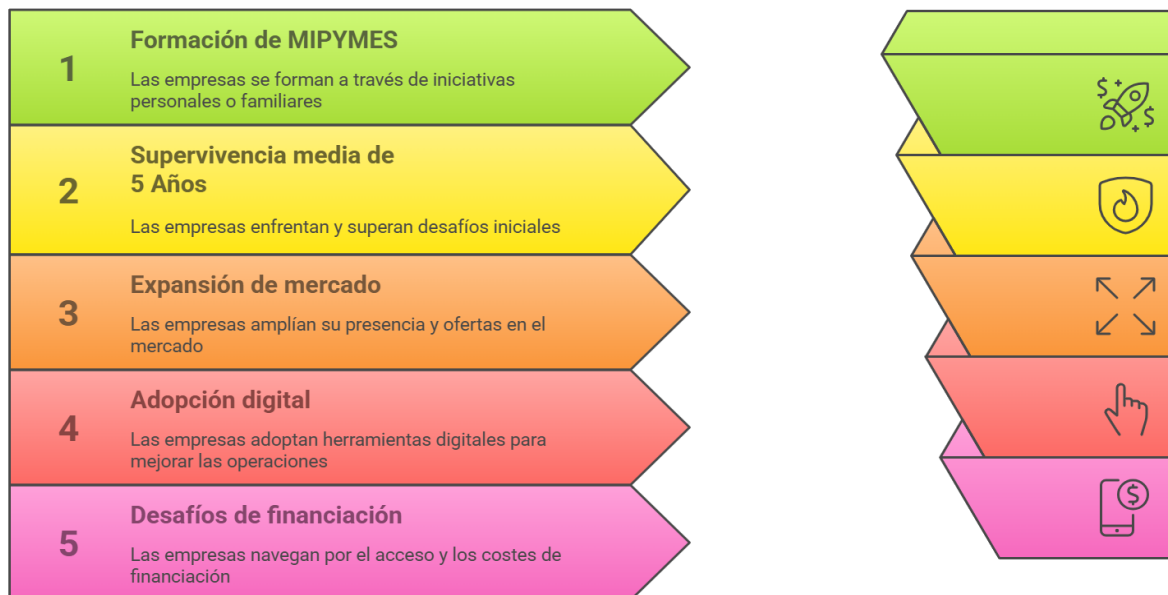 1
Formación de MIPYMES
Las empresas se forman a través de iniciativas
personales o familiares
2
Supervivencia media de
5 Años
Las empresas enfrentan y superan desafíos iniciales
3
Expansión de mercado
Las empresas amplían su presencia y ofertas en el
mercado
4
Adopción digital
Las empresas adoptan herramientas digitales para
mejorar las operaciones
5
Desafíos de financiación
Las empresas navegan por el acceso y los costes de
financiación